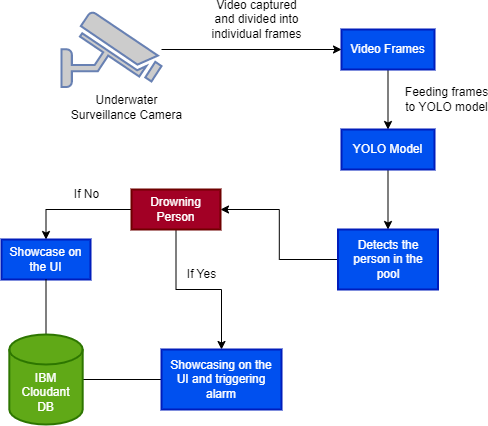 Video captured
and divided into
individual frames
Video Frames
Underwater
Surveillance Camera
Feeding frames
to YOLO model
YOLO Model
If No
Drowning
Person
Detects the
person in the
pool
Showcase on
the UI
If Yes
IBM
Cloudant
DB
Showcasing on the
UI and triggering
alarm